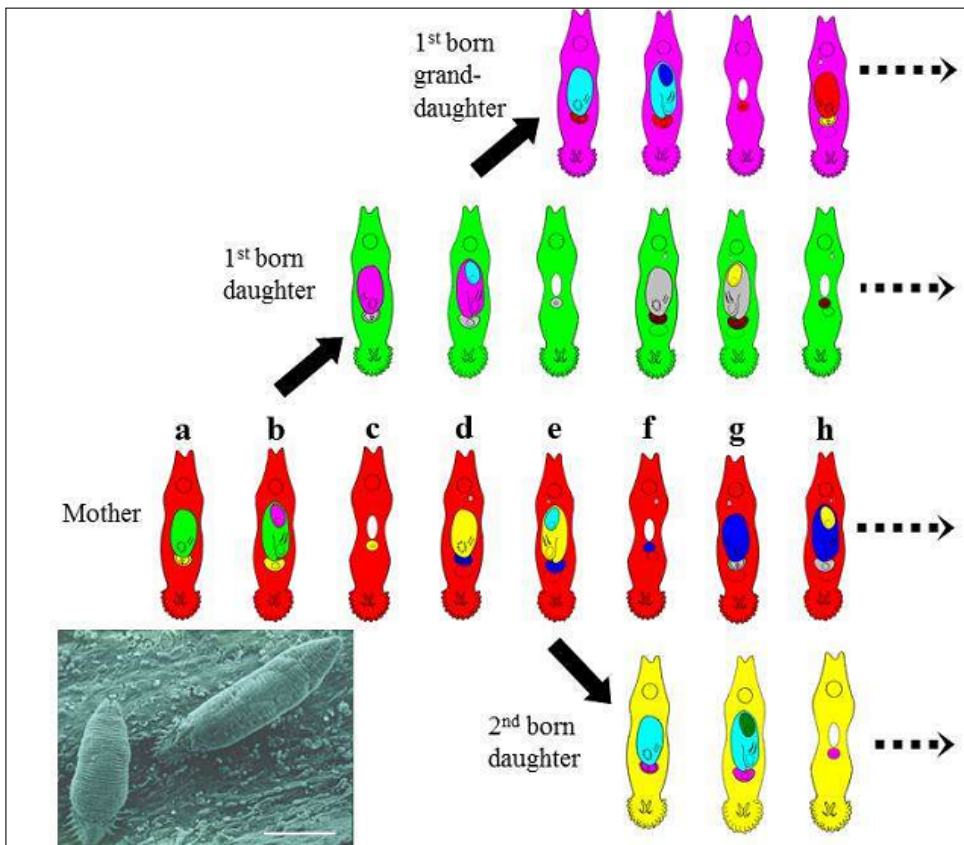 1st born
grand-
daughter
1st born
daughter
a b c d e f g h
Mother
2nd born
daughter